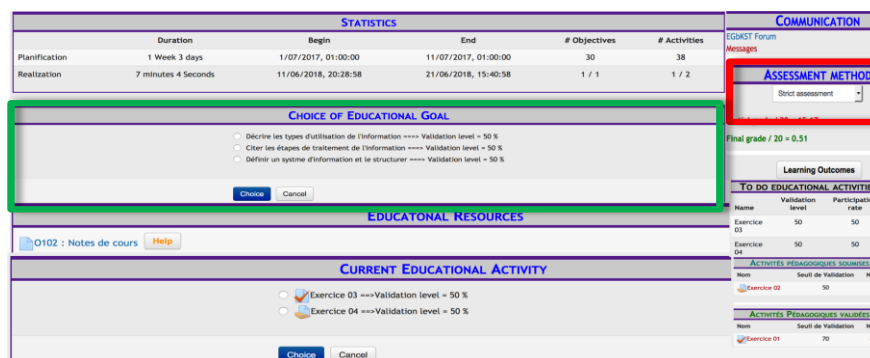 STATISTICS
Duration Begin End # Objectives # Activities
Planification 1 Week 3 days 1/07/2017, 01:00:00 11/07/2017, 01:00:00 30 38
Realization 7 minutes 4 Seconds 11/06/2018, 20:28:58 21/06/2018, 15:40:58 1 / 1 1 / 2
CHOICE OF EDUCATIONAL GOAL
Décrire les types d'utilisation de l'information ===> Validation level = 50 %
Citer les étapes de traitement de l'information ===> Validation level = 50 %
Définir un systme d'information et le structurer ===> Validation level = 50 %
Choice Cancel
EDUCATONAL RESOURCES
O102 : Notes de cours Help
CURRENT EDUCATIONAL ACTIVITY
Exercice 03 ==>Validation level = 50 %
Exercice 04 ==>Validation level = 50 %
Choice Cancel
COMMUNICATION
EGbKST Forum
Messages
ASSESSMENT METHOD
Strict assessment
Final grade / 20 = 0.51
Learning Outcomes
TO DO EDUCATIONAL ACTIVITIE
Name Validation level Participati rate
Exercice 03 50 50
Exercice 04 50 50
ACTIVITÉS PÉDAGOGIQUES SOUMISES
Nom Seuil de Validation N
Exercice 02 50
ACTIVITÉS PÉDAGOGIQUES VALIDÉES
Nom Seuil de Validation N
Exercice 01 70